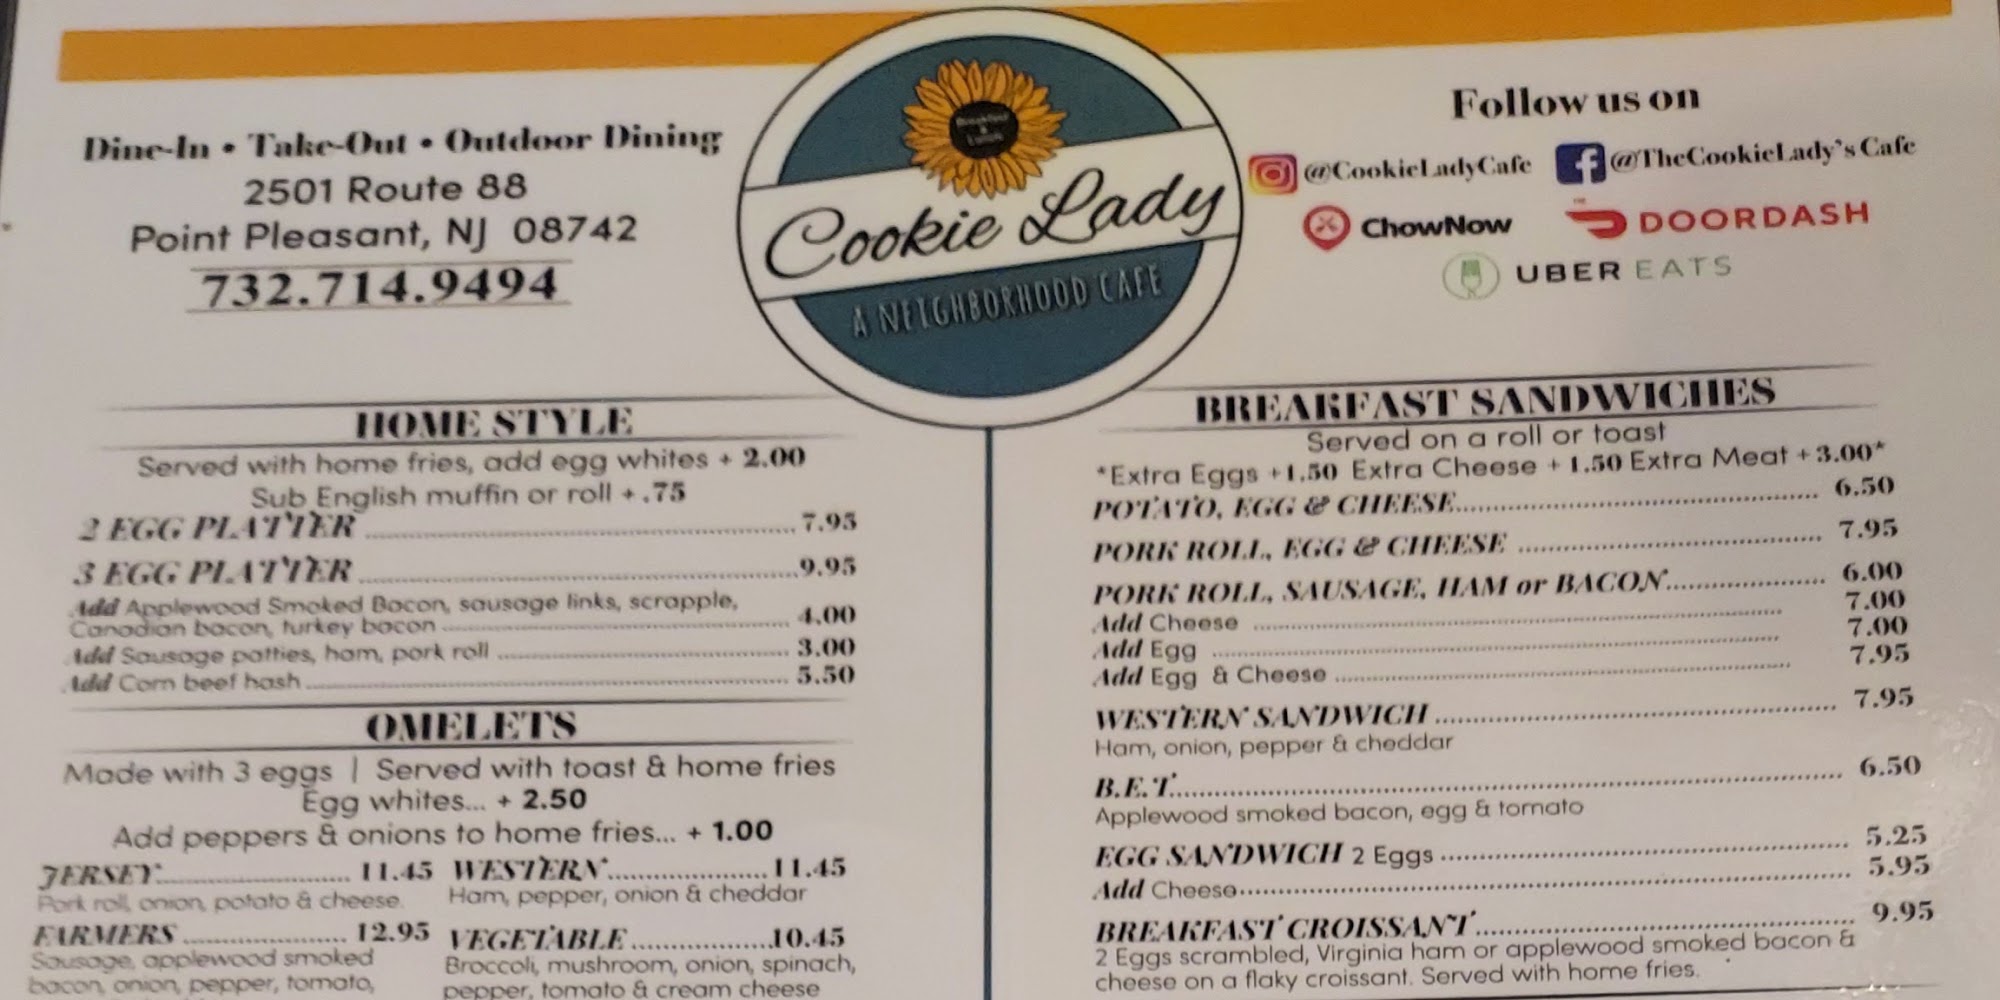 Dine-In • Take-Out • Outdoor Dining
2501 Route 88
Point Pleasant, NJ 08742
732.714.9494
Breakfast
&
Lunch
Cookie Lady
A NEIGHBORHOOD CAFE
Follow us on
@CookieLadyCafe @TheCookieLady's Cafe
ChowNow DOORDASH
UBER EATS
HOME STYLE
Served with home fries, add egg whites + 2.00
Sub English muffin or roll + .75
2 EGG PLATTER 7.95
3 EGG PLATTER 9.95
Add Applewood Smoked Bacon, sausage links, scrapple,
Canadian bacon, turkey bacon 4.00
Add Sausage patties, ham, pork roll 3.00
Add Corn beef hash 5.50
OMELETS
Made with 3 eggs | Served with toast & home fries
Egg whites... + 2.50
Add peppers & onions to home fries... + 1.00
JERSEY 11.45
Pork roll, onion, potato & cheese.
FARMERS 12.95
Sausage, applewood smoked
bacon, onion, pepper, tomato,
WESTERN 11.45
Ham, pepper, onion & cheddar
VEGETABLE 10.45
Broccoli, mushroom, onion, spinach,
pepper, tomato & cream cheese
BREAKFAST SANDWICHES
Served on a roll or toast
*Extra Eggs +1.50 Extra Cheese + 1.50 Extra Meat + 3.00*
POTATO, EGG & CHEESE 6.50
PORK ROLL, EGG & CHEESE 7.95
PORK ROLL, SAUSAGE, HAM or BACON 6.00
Add Cheese 7.00
Add Egg 7.00
Add Egg & Cheese 7.95
WESTERN SANDWICH 7.95
Ham, onion, pepper & cheddar
B.E.T. 6.50
Applewood smoked bacon, egg & tomato
EGG SANDWICH 2 Eggs 5.25
Add Cheese 5.95
BREAKFAST CROISSANT 9.95
2 Eggs scrambled, Virginia ham or applewood smoked bacon &
cheese on a flaky croissant. Served with home fries.